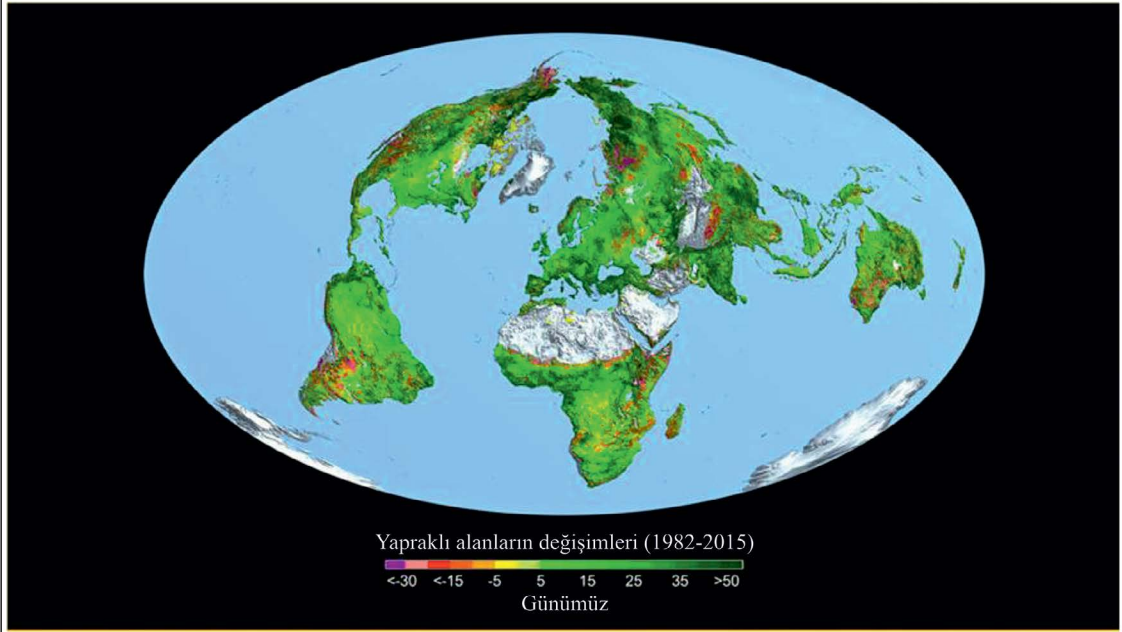 Yapraklı alanların değişimleri (1982-2015)
<-30 <-15 -5 5 15 25 35 >50
Günümüz